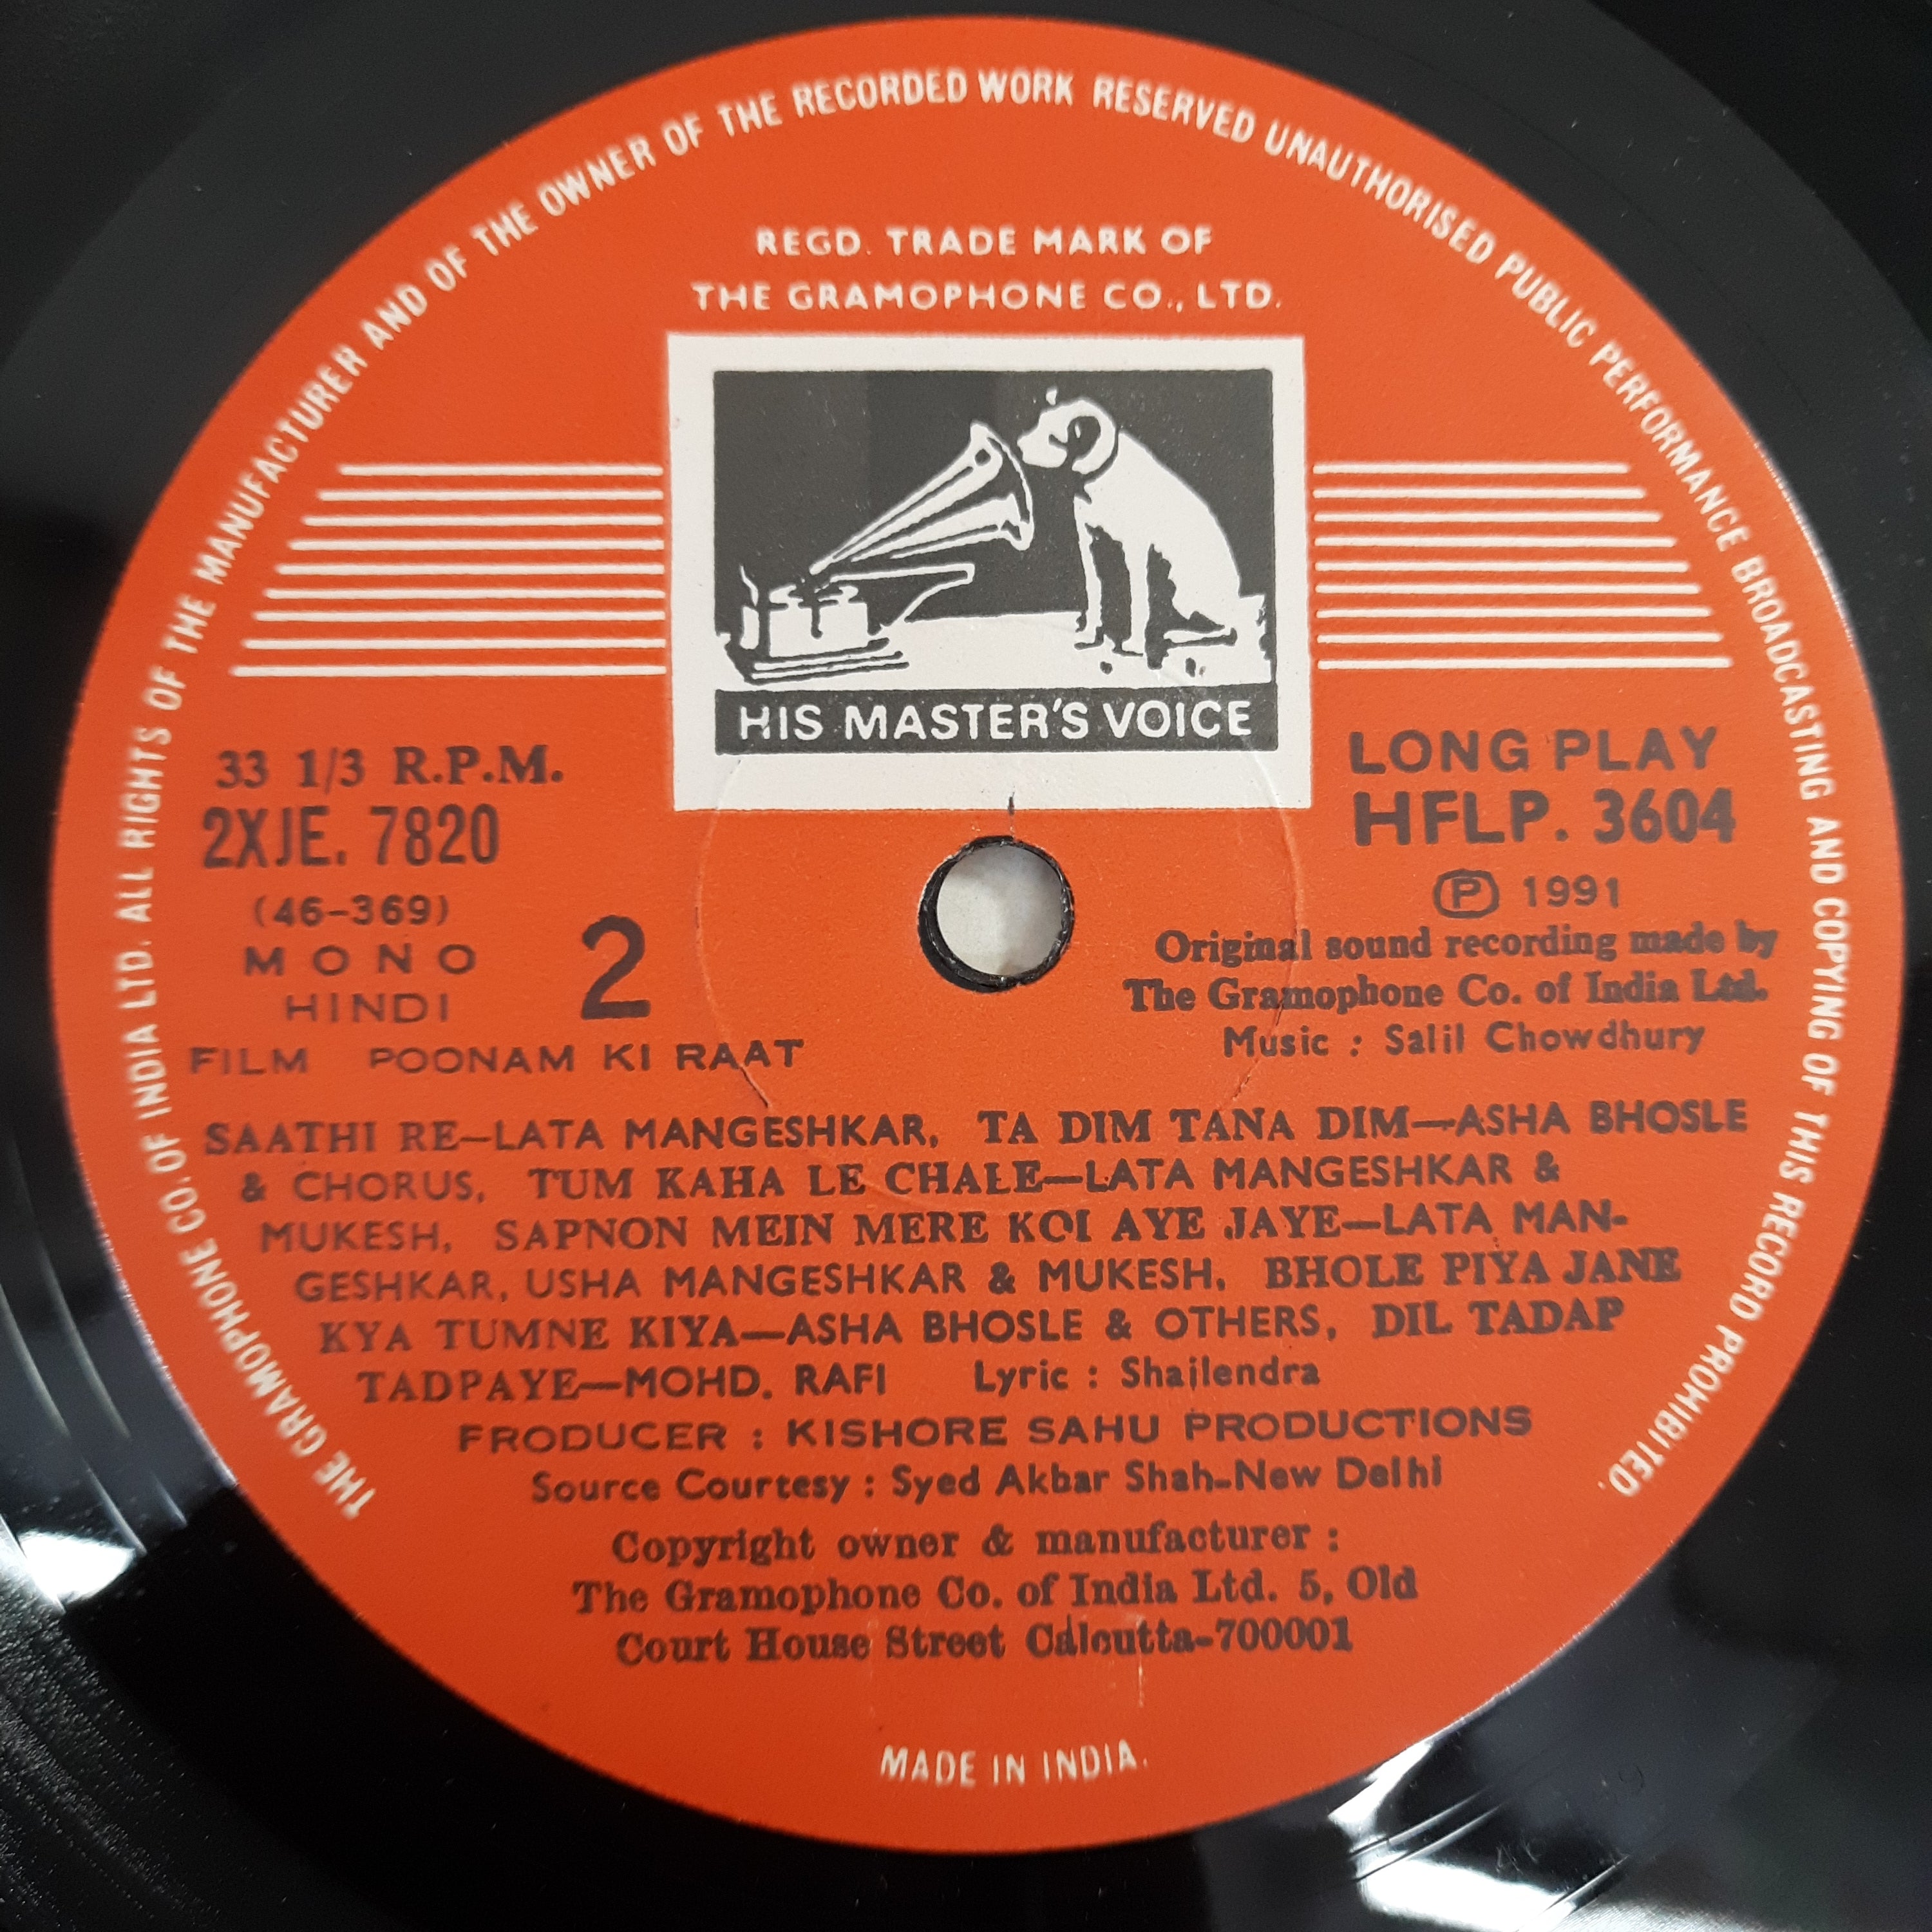 THE GRAMOPHONE CO. OF INDIA LTD. ALL RIGHTS OF THE MANUFACTURER AND OF THE OWNER OF THE RECORDED WORK RESERVED UNAUTHORISED PUBLIC PERFORMANCE BROADCASTING AND COPYING OF THIS RECORD PROHIBITED.
REGD. TRADE MARK OF
THE GRAMOPHONE CO., LTD.
HIS MASTER'S VOICE
33 1/3 R.P.M.
2XJE. 7820
(46-369)
MONO
HINDI
2
LONG PLAY
HFLP. 3604
Ⓟ 1991
Original sound recording made by
The Gramophone Co. of India Ltd.
Music : Salil Chowdhury
FILM POONAM KI RAAT
SAATHI RE—LATA MANGESHKAR, TA DIM TANA DIM—ASHA BHOSLE
& CHORUS, TUM KAHA LE CHALE—LATA MANGESHKAR &
MUKESH, SAPNON MEIN MERE KOI AYE JAYE—LATA MAN-
GESHKAR, USHA MANGESHKAR & MUKESH, BHOLE PIYA JANE
KYA TUMNE KIYA—ASHA BHOSLE & OTHERS, DIL TADAP
TADPAYE—MOHD. RAFI Lyric : Shailendra
FRODUCER : KISHORE SAHU PRODUCTIONS
Source Courtesy : Syed Akbar Shah-New Delhi
Copyright owner & manufacturer :
The Gramophone Co. of India Ltd. 5, Old
Court House Street Calcutta-700001
MADE IN INDIA.